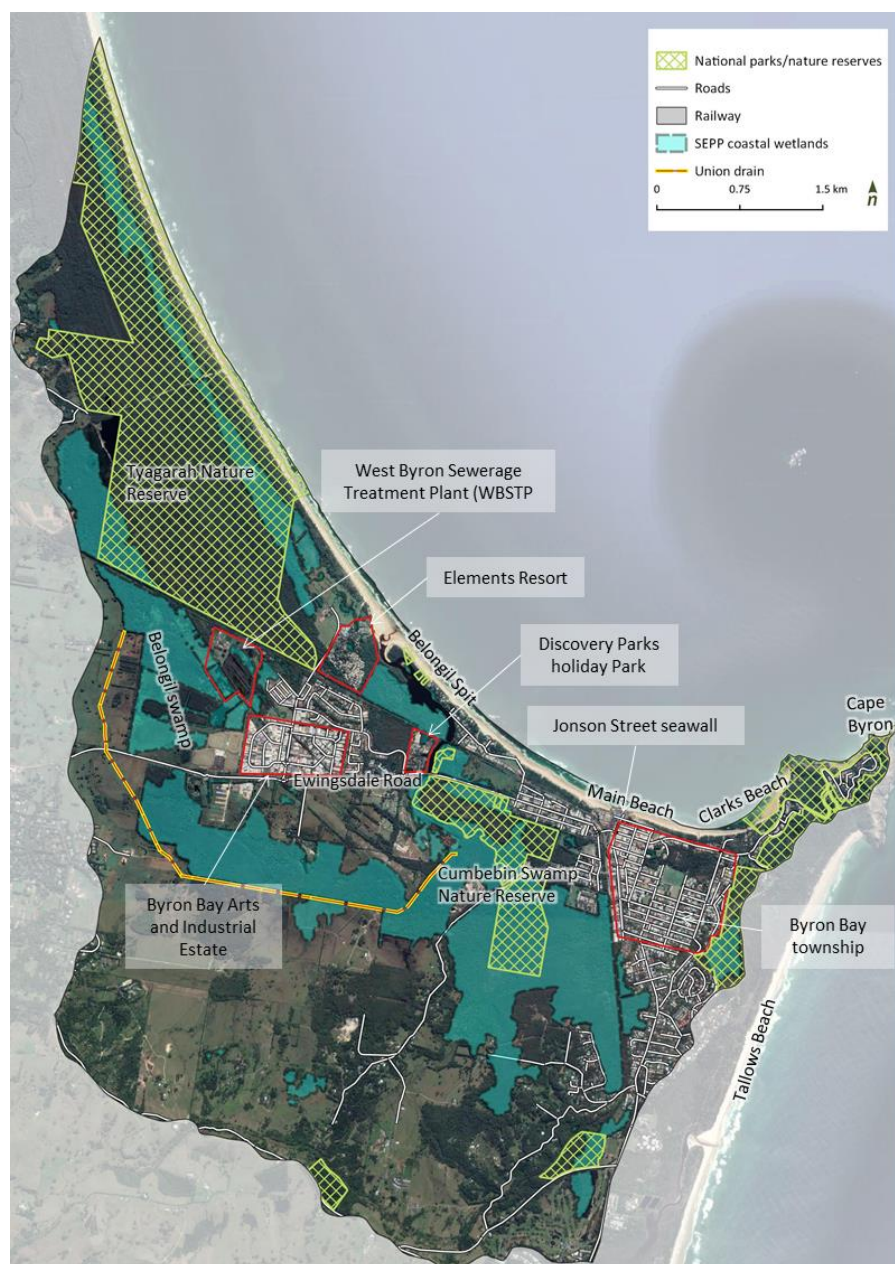 National parks/nature reserves
Roads
Railway
SEPP coastal wetlands
Union drain
0 0.75 1.5 km
n
Tyagarah Nature
Reserve
West Byron Sewerage
Treatment Plant (WBSTP
Elements Resort
Belongil Spit
Discovery Parks
holiday Park
Belongil swamp
Jonson Street seawall
Cape
Byron
Ewingsdale Road
Main Beach
Clarks Beach
Cumbebin Swamp
Nature Reserve
Byron Bay Arts
and Industrial
Estate
Byron Bay
township
Tallows Beach